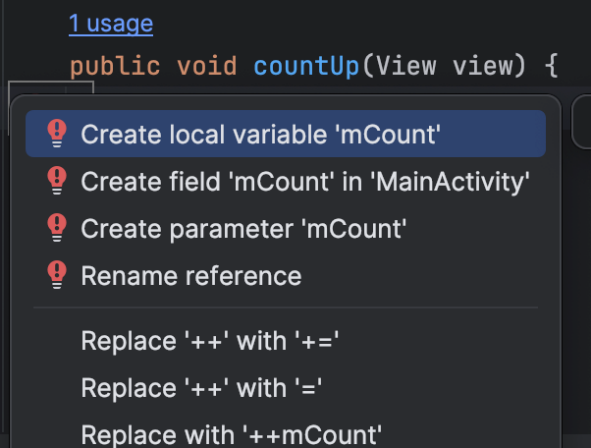 1 usage
public void countUp(View view) {
Create local variable 'mCount'
Create field 'mCount' in 'MainActivity'
Create parameter 'mCount'
Rename reference
Replace '++' with '+='
Replace '++' with '='
Replace with '++mCount'